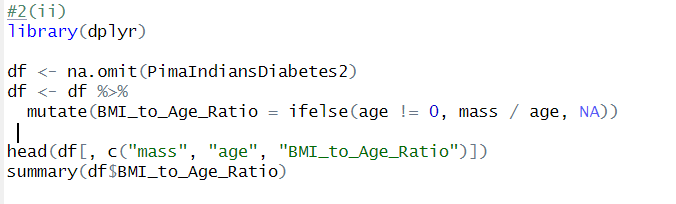 #2(ii)
library(dplyr)
df <- na.omit(PimaIndiansDiabetes2)
df <- df %>%
  mutate(BMI_to_Age_Ratio = ifelse(age != 0, mass / age, NA))
head(df[, c("mass", "age", "BMI_to_Age_Ratio")])
summary(df$BMI_to_Age_Ratio)